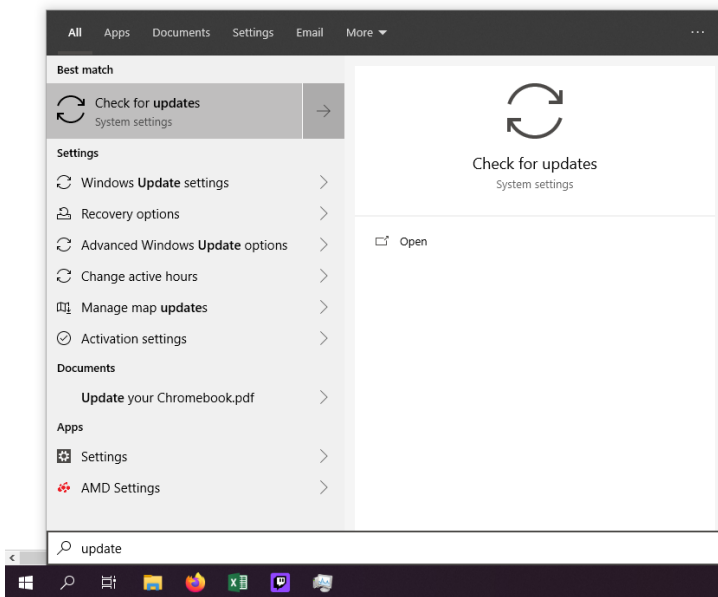 All Apps Documents Settings Email More
Best match
Check for updates
System settings
Settings
Windows Update settings
Recovery options
Advanced Windows Update options
Change active hours
Manage map updates
Activation settings
Documents
Update your Chromebook.pdf
Apps
Settings
AMD Settings
Check for updates
System settings
Open
update